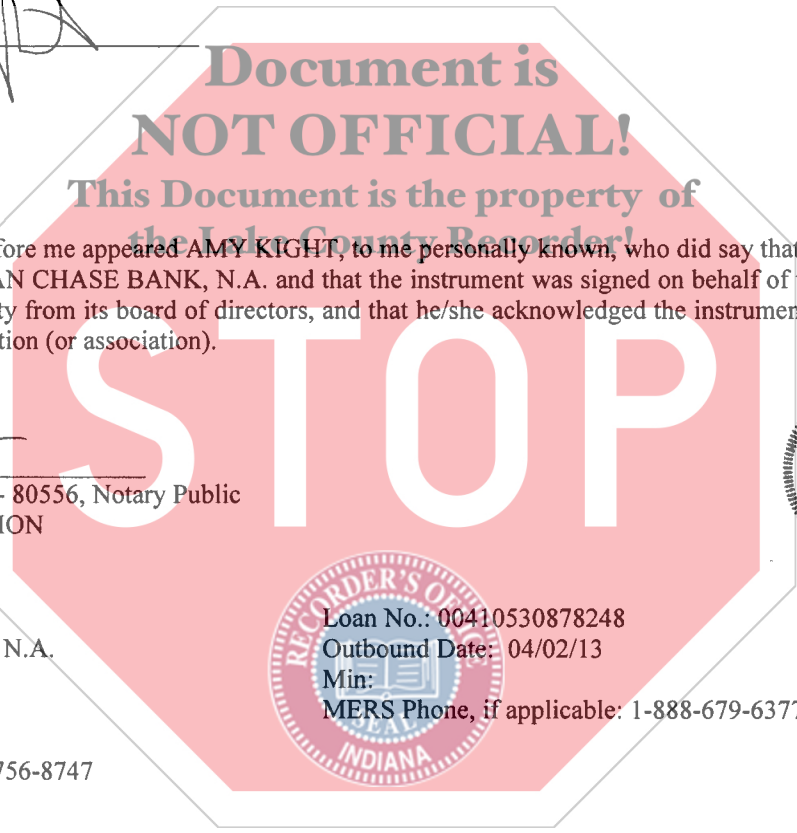 Document is
NOT OFFICIAL!
This Document is the property of
the Lake County Recorder!
fore me appeared AMY KIGHT, to me personally known, who did say that
AN CHASE BANK, N.A. and that the instrument was signed on behalf of
ty from its board of directors, and that he/she acknowledged the instrumen
tion (or association).
STOP
- 80556, Notary Public
ION
N.A.
756-8747
Loan No.: 00410530878248
Outbound Date: 04/02/13
Min:
MERS Phone, if applicable: 1-888-679-6377
RECORDER'S OFFICE
SEAL
INDIANA